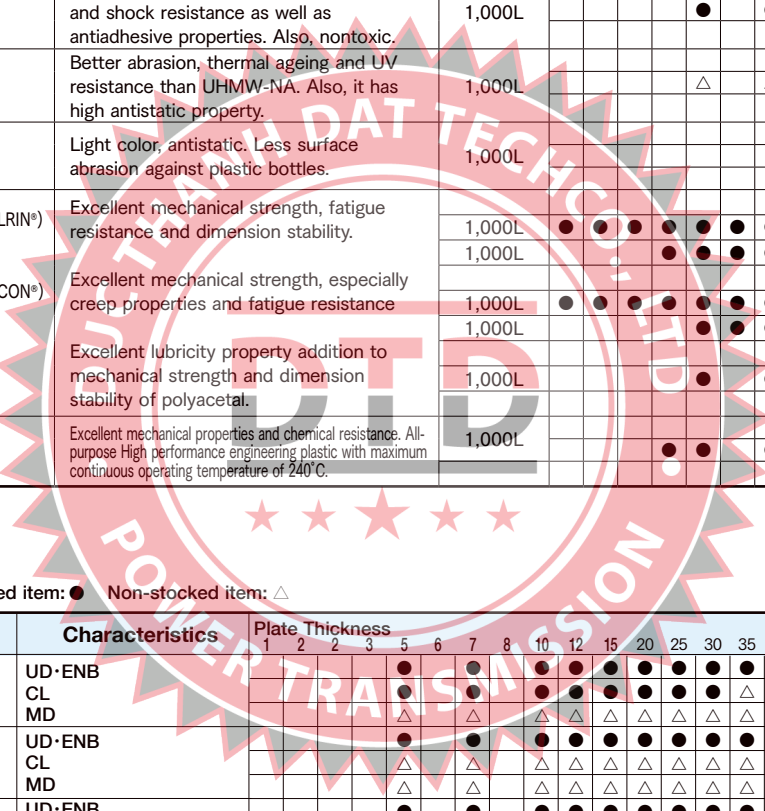 and shock resistance as well as
antiadhesive properties. Also, nontoxic.
1,000L ●
Better abrasion, thermal ageing and UV
resistance than UHMW-NA. Also, it has
high antistatic property.
1,000L △
Light color, antistatic. Less surface
abrasion against plastic bottles.
1,000L
LRIN®)
Excellent mechanical strength, fatigue
resistance and dimension stability.
1,000L ● ● ● ● ● ●
1,000L ● ● ●
CON®)
Excellent mechanical strength, especially
creep properties and fatigue resistance
1,000L ● ● ● ● ● ●
1,000L ● ●
Excellent lubricity property addition to
mechanical strength and dimension
stability of polyacetal.
1,000L ●
Excellent mechanical properties and chemical resistance. All-
purpose High performance engineering plastic with maximum
continuous operating temperature of 240˚C.
1,000L ● ●
DUC THANH DAT TECHCO., LTD
DTD
POWER TRANSMISSION
ed item: ● Non-stocked item: △
Characteristics
Plate Thickness
1 2 2 3 5 6 7 8 10 12 15 20 25 30 35
UD·ENB ● ● ● ● ● ● ● ● ●
CL ● ● ● ● ● ● ● ● △
MD △ △ △ △ △ △ △ △ △
UD·ENB ● ● ● ● ● ● ● ● ●
CL △ △ △ △ △ △ △ △ △
MD △ △ △ △ △ △ △ △ △
UD·ENB ● ● ● ● ● ● ● ● ●